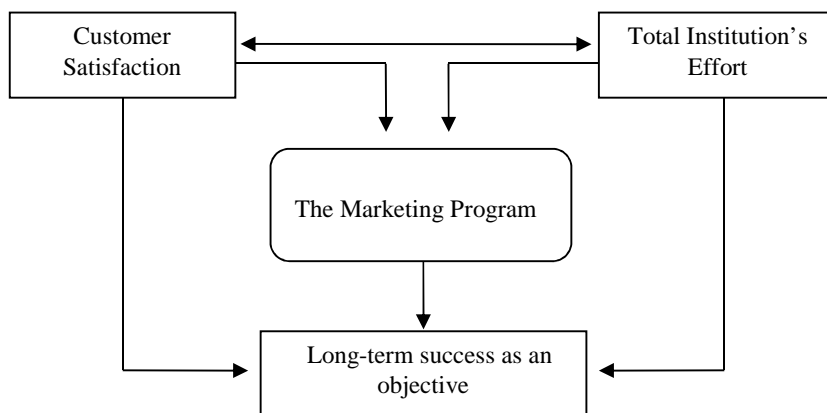 Customer
Satisfaction
Total Institution’s
Effort
The Marketing Program
Long-term success as an
objective